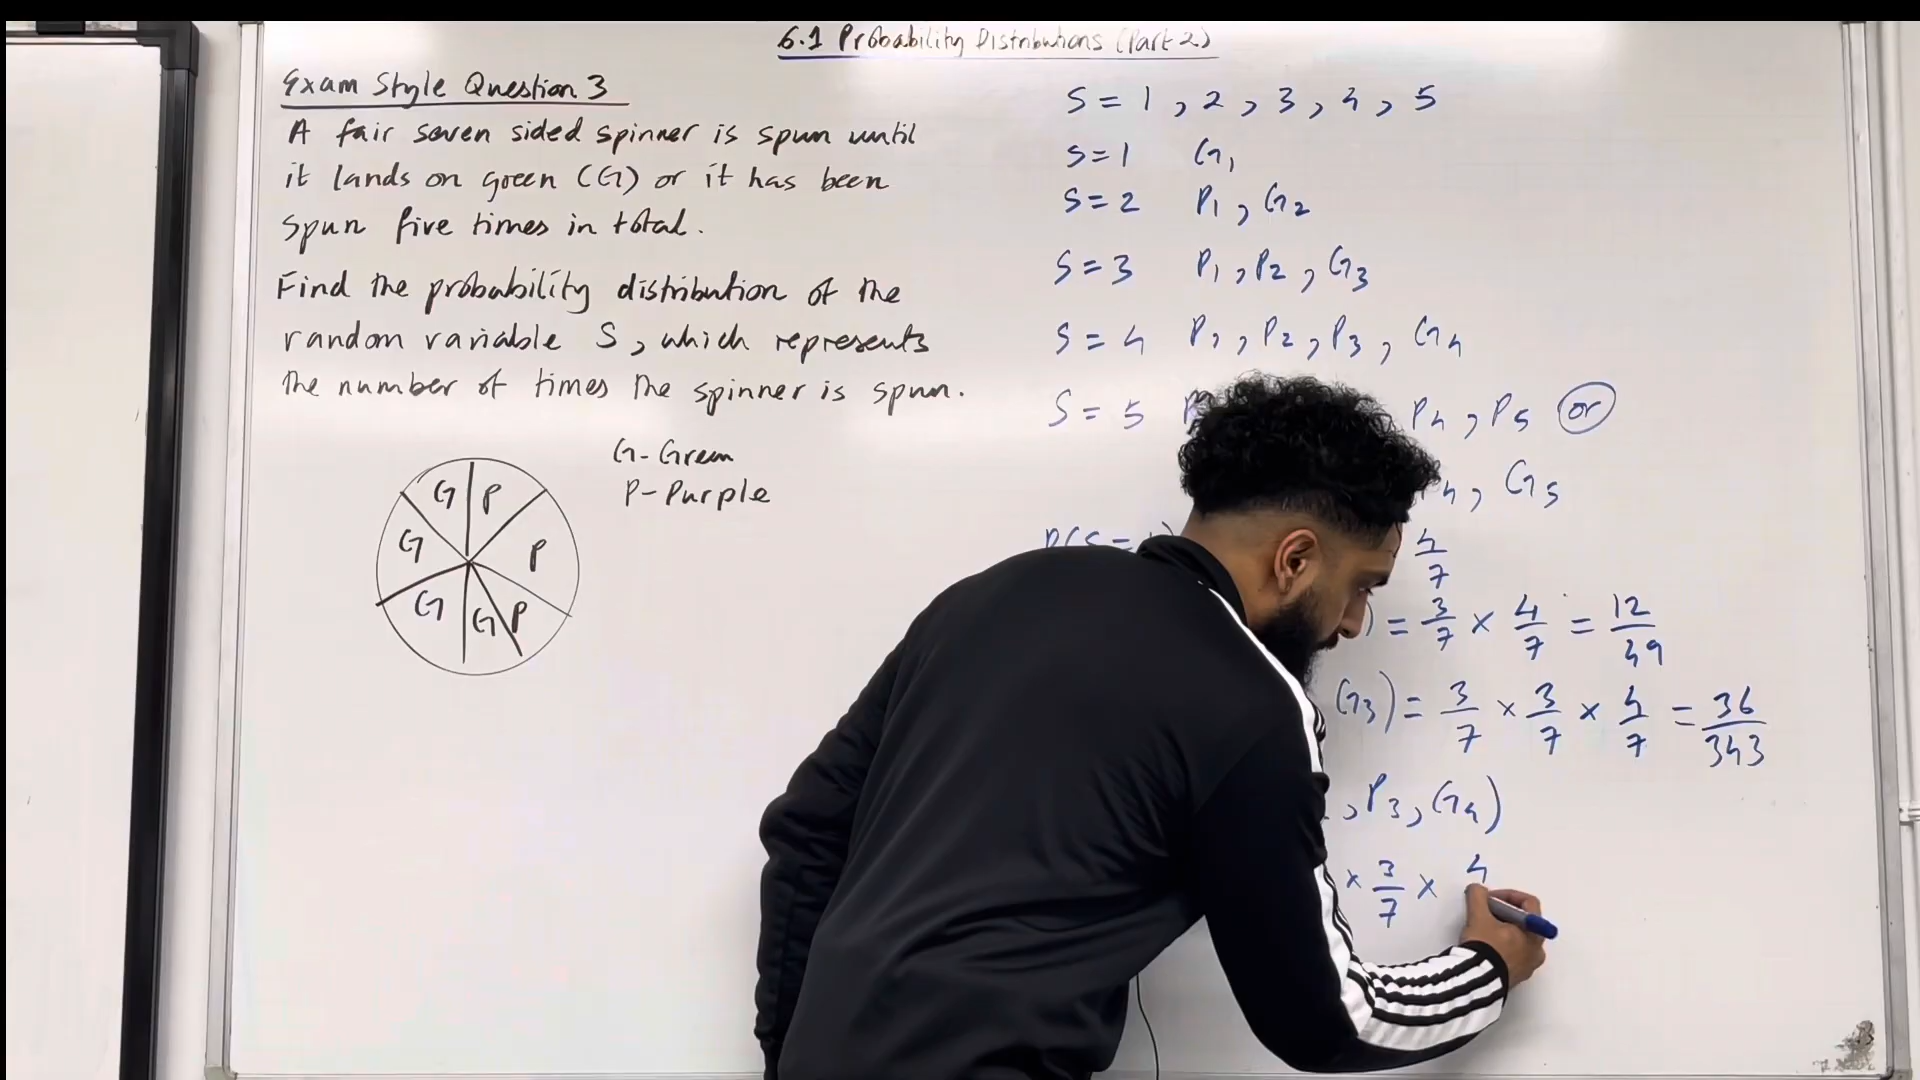 6.1 Probability Distributions (Part 2)
Exam Style Question 3
A fair seven sided spinner is spun until
it lands on green (G) or it has been
spun five times in total.
Find the probability distribution of the
random variable S, which represents
the number of times the spinner is spun.
G - Green
P - Purple
G P
G P
G G P
S = 1, 2, 3, 4, 5
S = 1 G₁
S = 2 P₁, G₂
S = 3 P₁, P₂, G₃
S = 4 P₁, P₂, P₃, G₄
S = 5 P₄, P₅ or
₄, G₅
P(S = 1) 4/7
) = 3/7 × 4/7 = 12/49
G₃) = 3/7 × 3/7 × 4/7 = 36/343
, P₃, G₄)
× 3/7 × 4